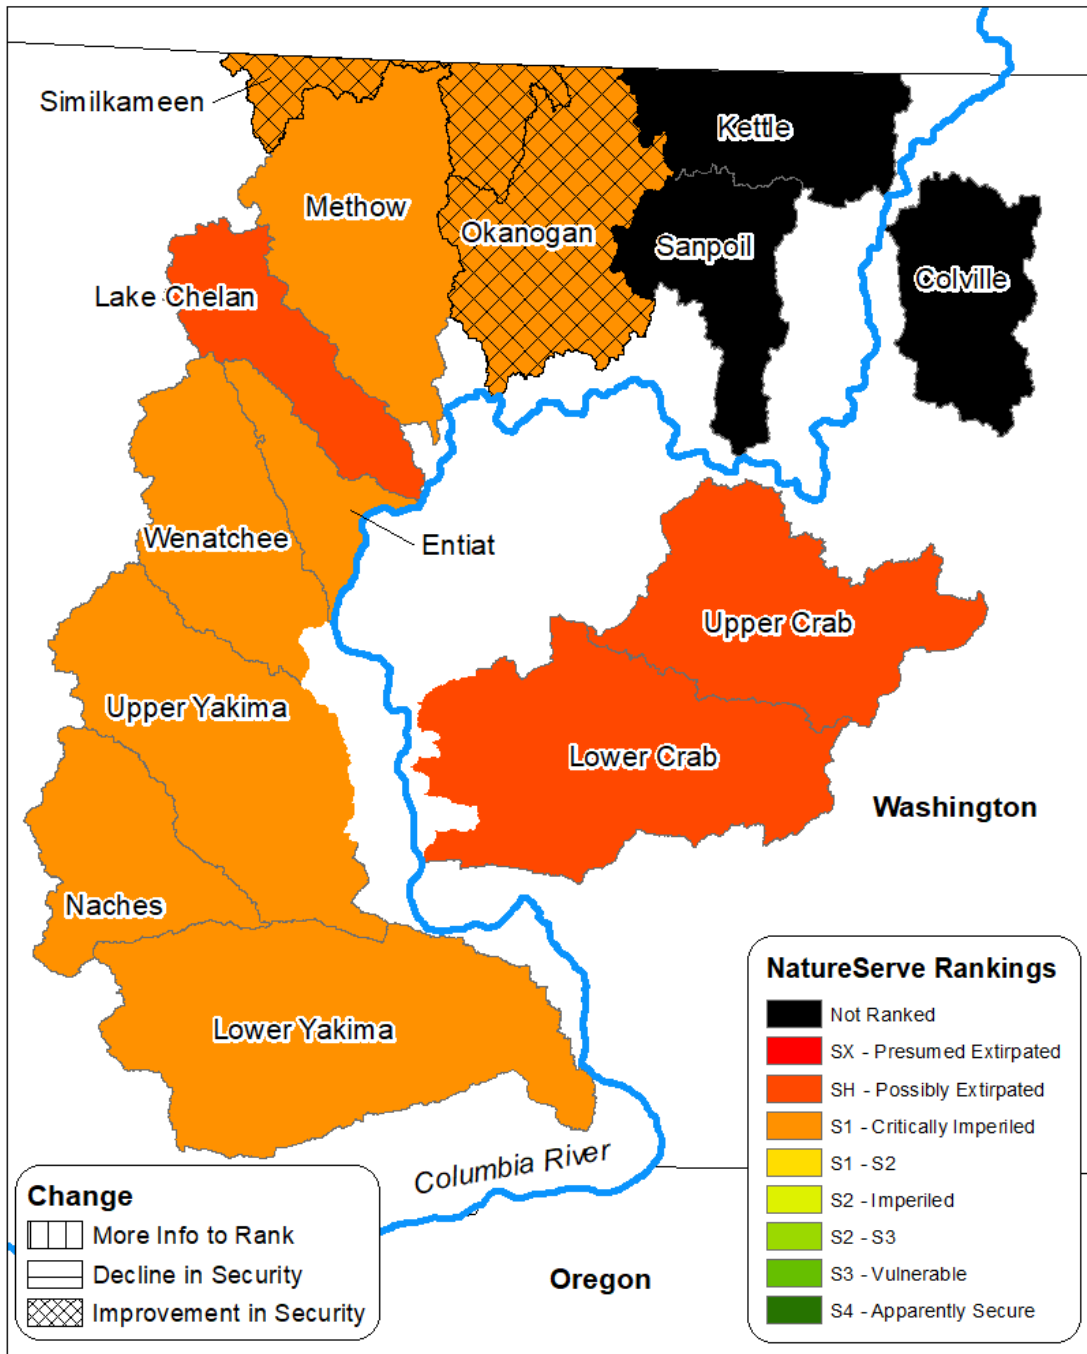 Similkameen
Kettle
Methow
Okanogan
Sanpoil
Colville
Lake Chelan
Wenatchee
Entiat
Upper Crab
Upper Yakima
Lower Crab
Washington
Naches
Lower Yakima
Columbia River
Oregon
Change
More Info to Rank
Decline in Security
Improvement in Security
NatureServe Rankings
Not Ranked
SX - Presumed Extirpated
SH - Possibly Extirpated
S1 - Critically Imperiled
S1 - S2
S2 - Imperiled
S2 - S3
S3 - Vulnerable
S4 - Apparently Secure